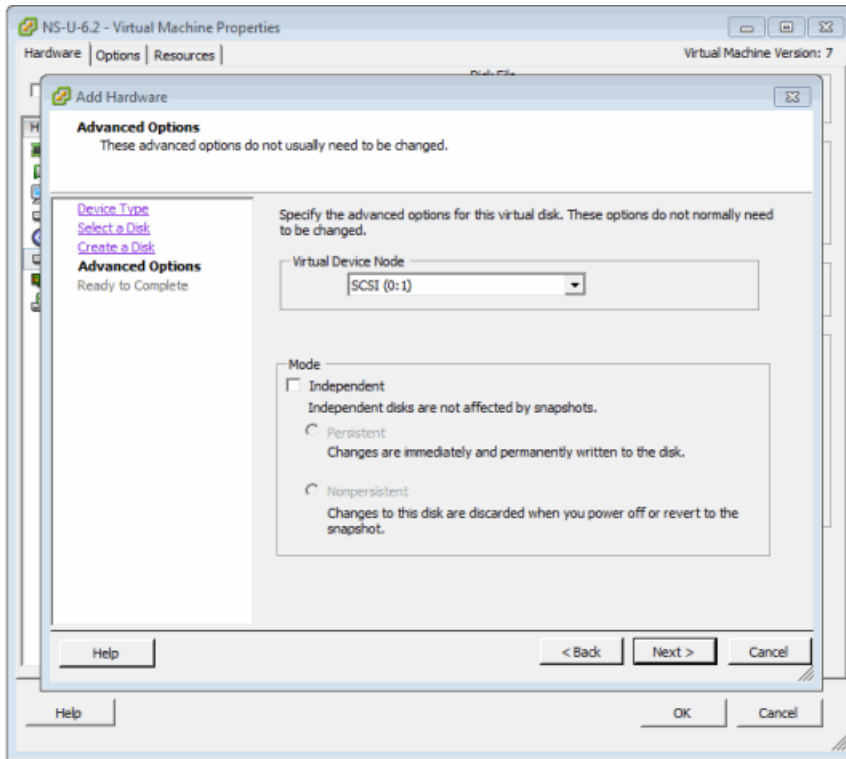 NS-U-6.2 - Virtual Machine Properties
Hardware Options Resources
Virtual Machine Version: 7
Disk File
Add Hardware
Advanced Options
These advanced options do not usually need to be changed.
H
Device Type
Select a Disk
Create a Disk
Advanced Options
Ready to Complete
Specify the advanced options for this virtual disk. These options do not normally need
to be changed.
Virtual Device Node
SCSI (0:1)
Mode
Independent
Independent disks are not affected by snapshots.
Persistent
Changes are immediately and permanently written to the disk.
Nonpersistent
Changes to this disk are discarded when you power off or revert to the
snapshot.
Help
< Back
Next >
Cancel
Help
OK
Cancel